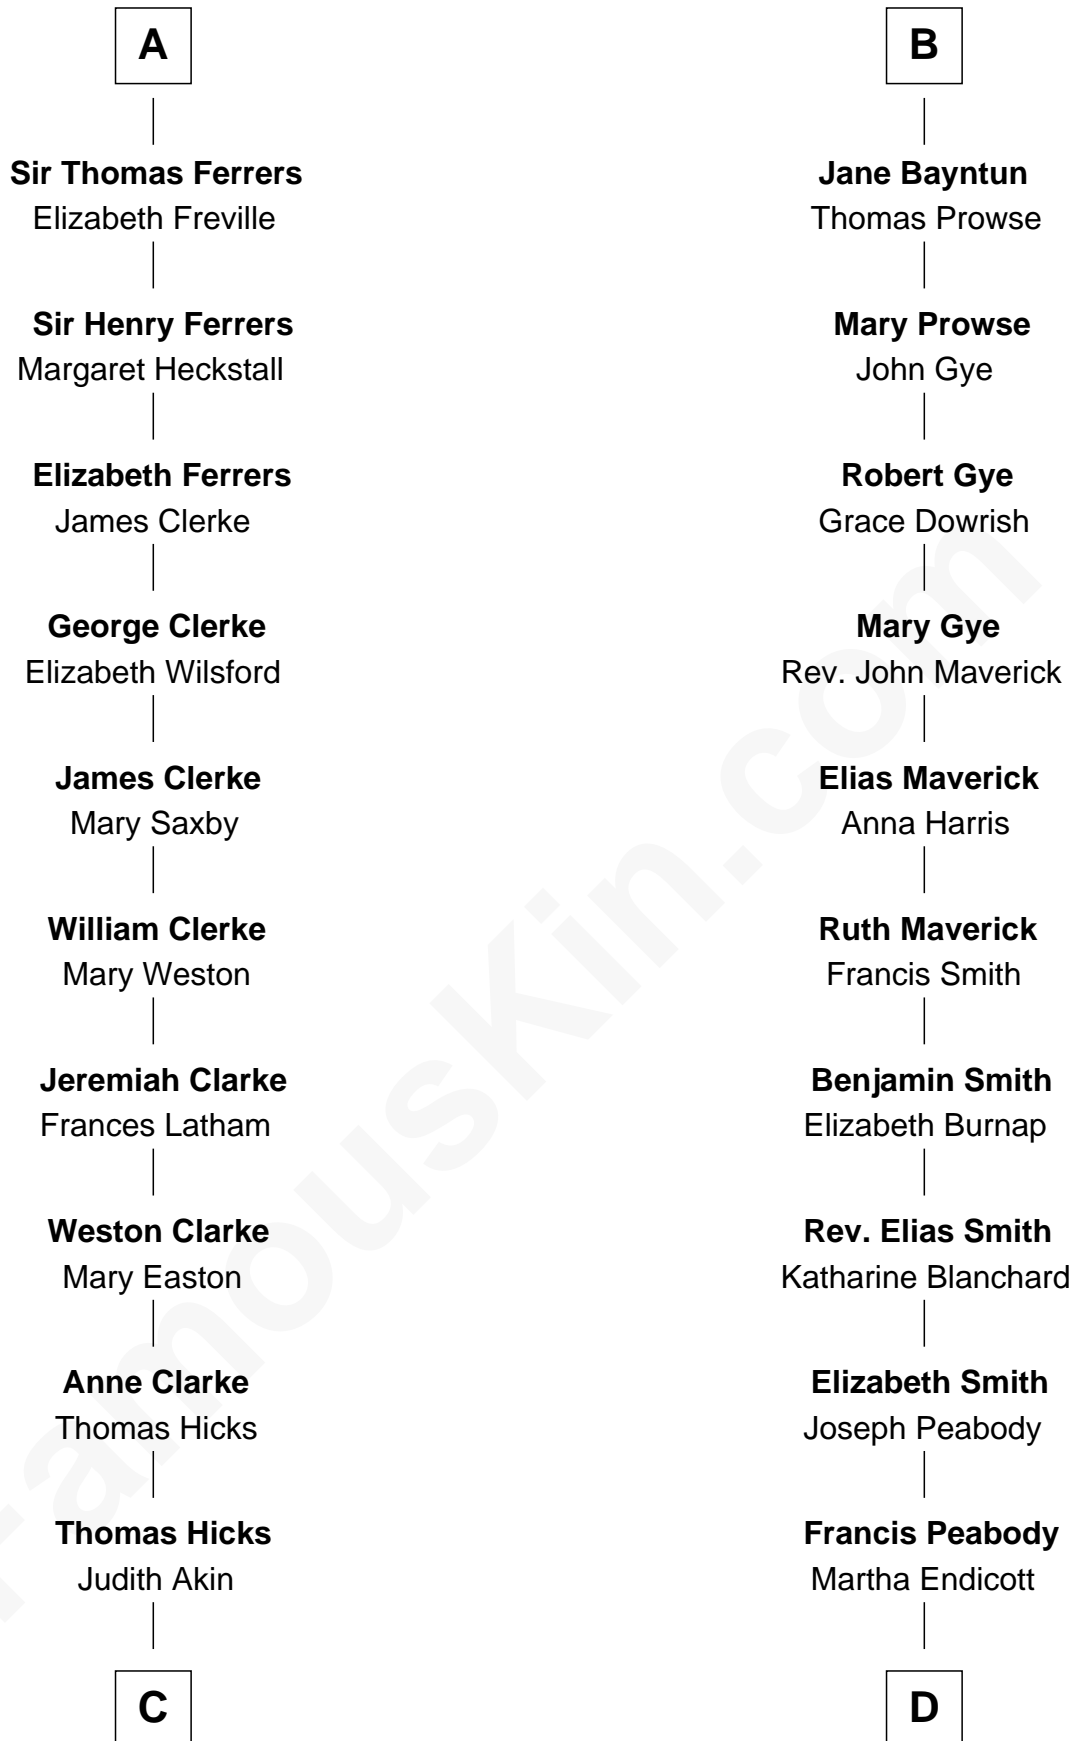 A
Sir Thomas Ferrers
Elizabeth Freville
Sir Henry Ferrers
Margaret Heckstall
Elizabeth Ferrers
James Clerke
George Clerke
Elizabeth Wilsford
James Clerke
Mary Saxby
William Clerke
Mary Weston
Jeremiah Clarke
Frances Latham
Weston Clarke
Mary Easton
Anne Clarke
Thomas Hicks
Thomas Hicks
Judith Akin
C
B
Jane Bayntun
Thomas Prowse
Mary Prowse
John Gye
Robert Gye
Grace Dowrish
Mary Gye
Rev. John Maverick
Elias Maverick
Anna Harris
Ruth Maverick
Francis Smith
Benjamin Smith
Elizabeth Burnap
Rev. Elias Smith
Katharine Blanchard
Elizabeth Smith
Joseph Peabody
Francis Peabody
Martha Endicott
D
FamousKin.com